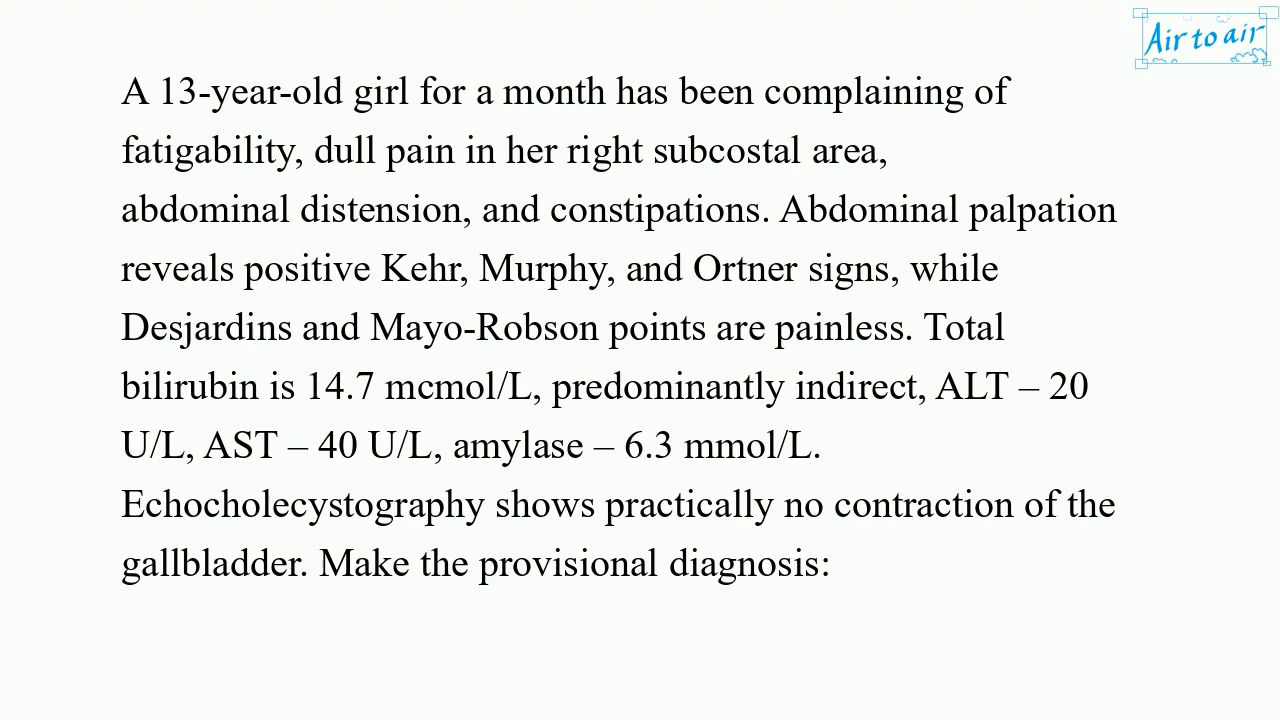 Air to air
A 13-year-old girl for a month has been complaining of
fatigability, dull pain in her right subcostal area,
abdominal distension, and constipations. Abdominal palpation
reveals positive Kehr, Murphy, and Ortner signs, while
Desjardins and Mayo-Robson points are painless. Total
bilirubin is 14.7 mcmol/L, predominantly indirect, ALT – 20
U/L, AST – 40 U/L, amylase – 6.3 mmol/L.
Echocholecystography shows practically no contraction of the
gallbladder. Make the provisional diagnosis: